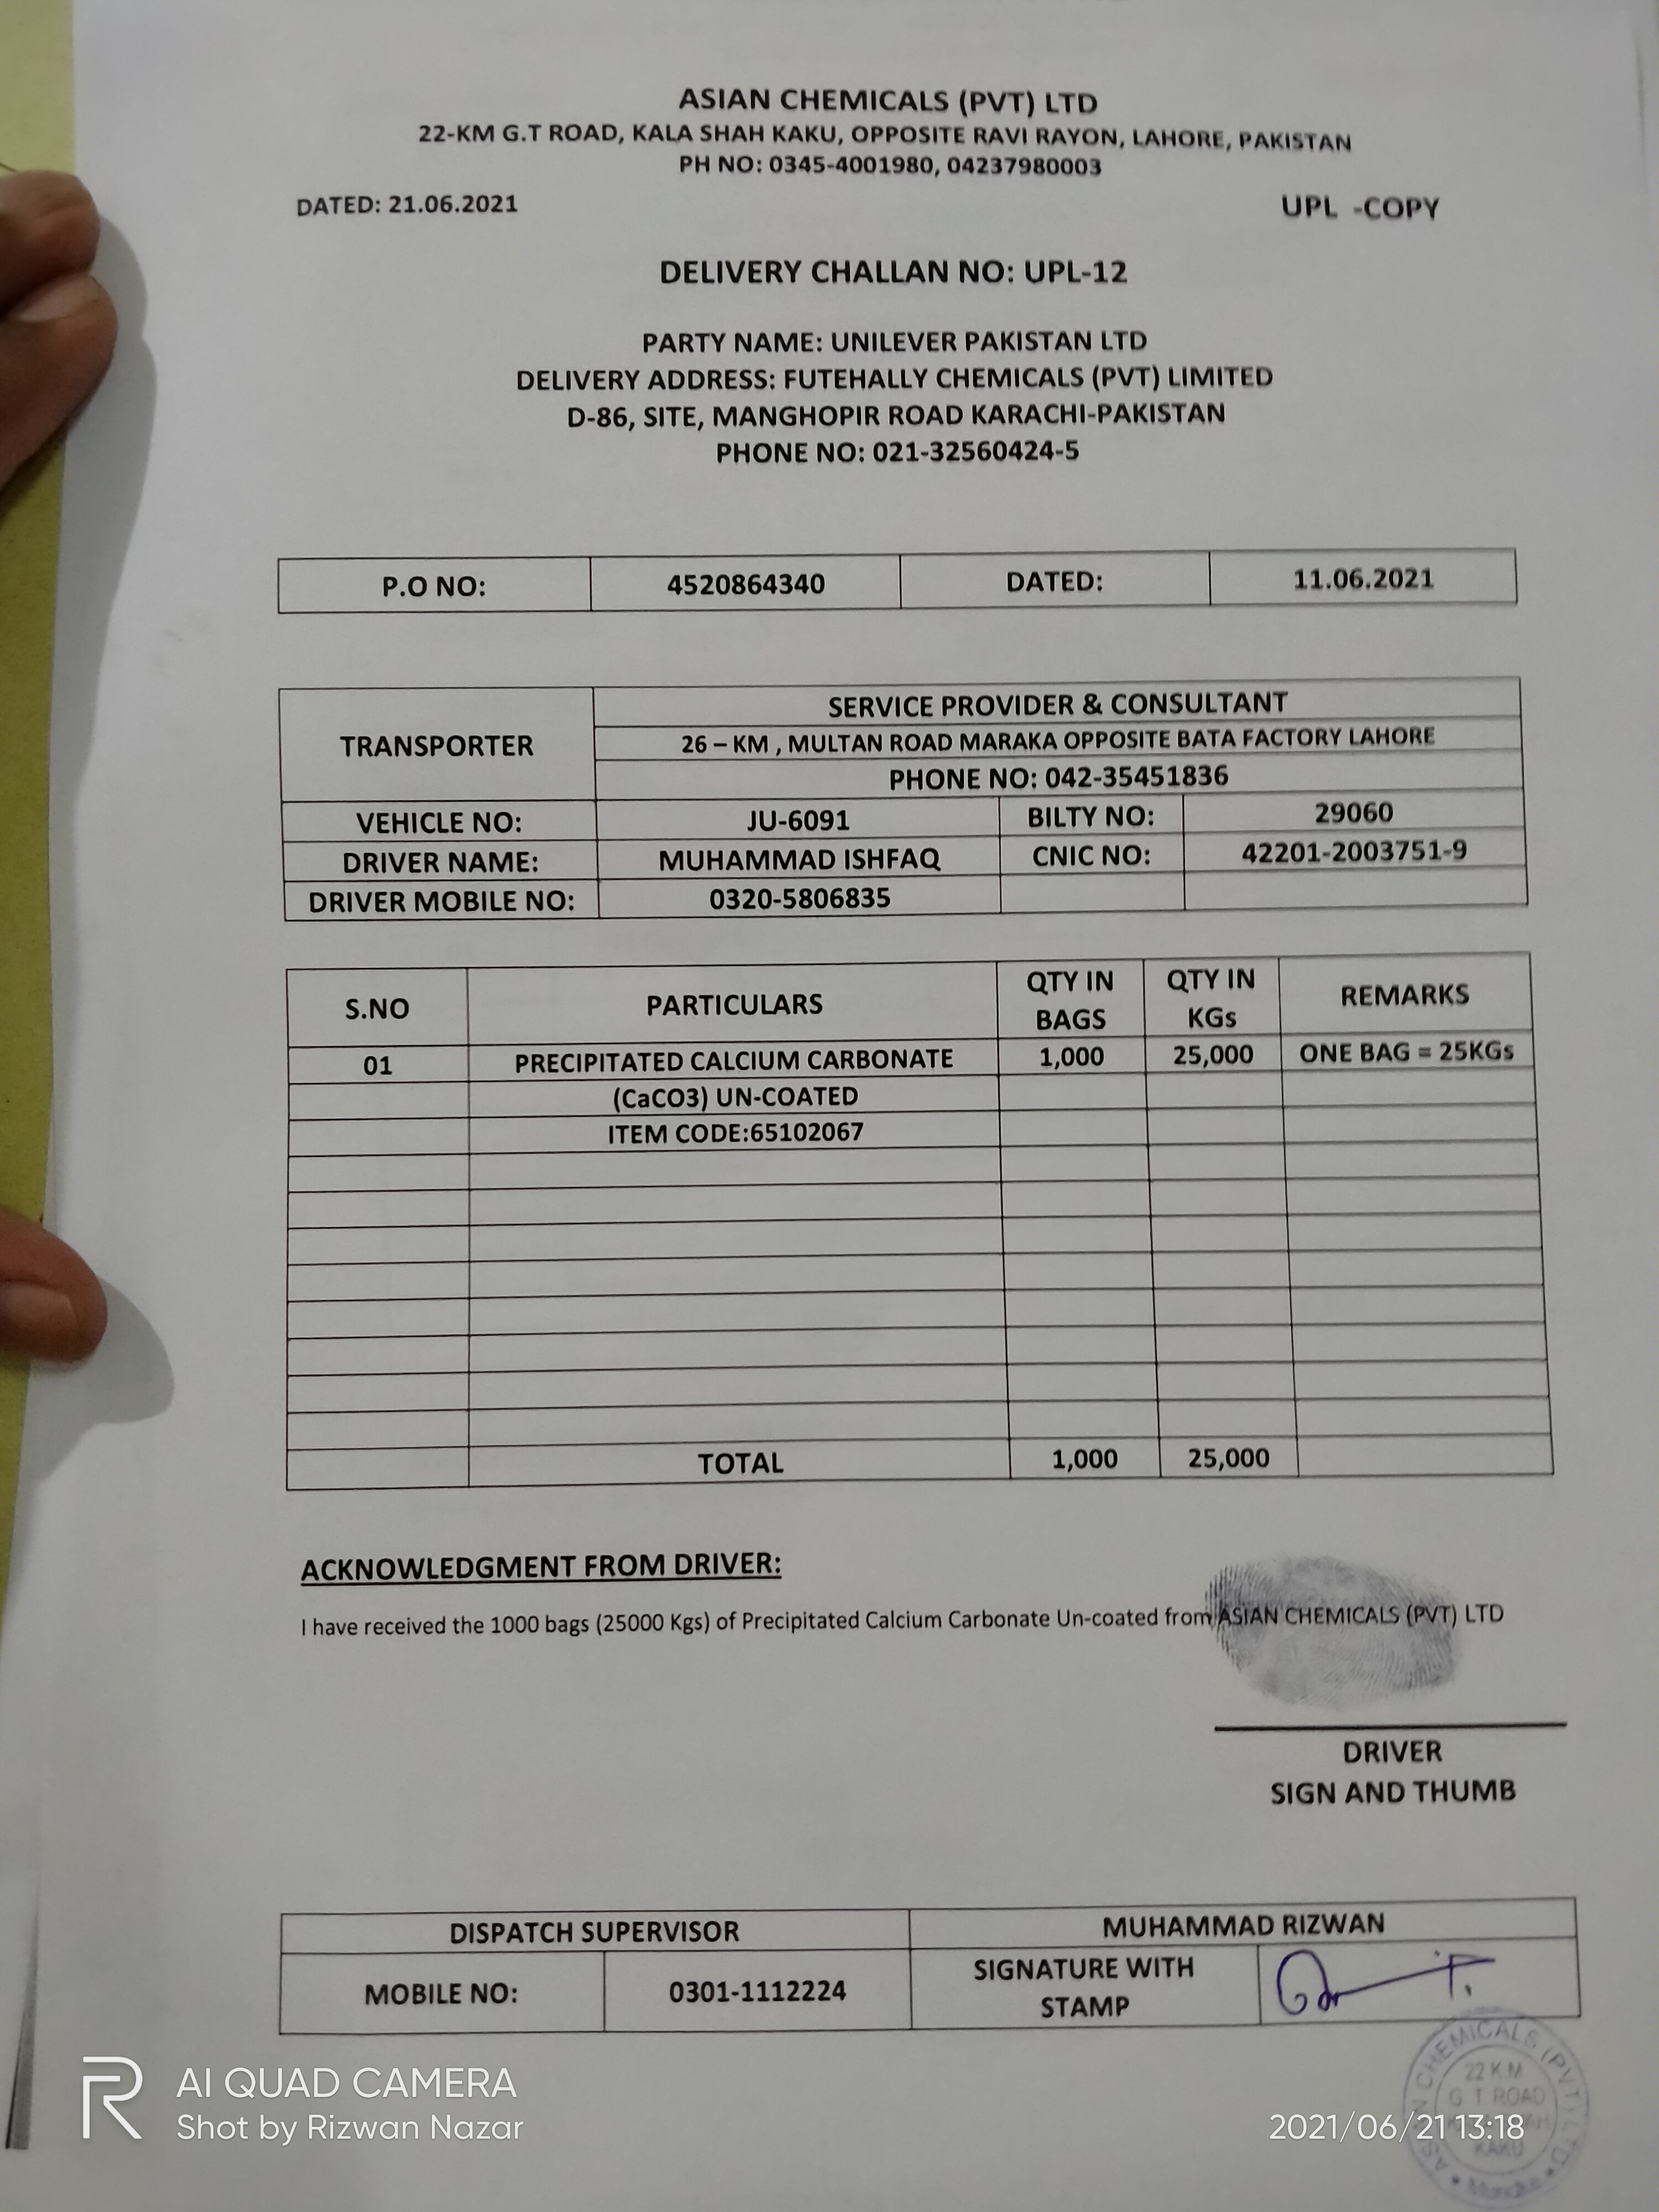 ASIAN CHEMICALS (PVT) LTD
22-KM G.T ROAD, KALA SHAH KAKU, OPPOSITE RAVI RAYON, LAHORE, PAKISTAN
PH NO: 0345-4001980, 04237980003
DATED: 21.06.2021 UPL -COPY
DELIVERY CHALLAN NO: UPL-12
PARTY NAME: UNILEVER PAKISTAN LTD
DELIVERY ADDRESS: FUTEHALLY CHEMICALS (PVT) LIMITED
D-86, SITE, MANGHOPIR ROAD KARACHI-PAKISTAN
PHONE NO: 021-32560424-5
P.O NO: 4520864340 DATED: 11.06.2021
TRANSPORTER
SERVICE PROVIDER & CONSULTANT
26 – KM , MULTAN ROAD MARAKA OPPOSITE BATA FACTORY LAHORE
PHONE NO: 042-35451836
VEHICLE NO: JU-6091 BILTY NO: 29060
DRIVER NAME: MUHAMMAD ISHFAQ CNIC NO: 42201-2003751-9
DRIVER MOBILE NO: 0320-5806835
S.NO PARTICULARS QTY IN BAGS QTY IN KGs REMARKS
01 PRECIPITATED CALCIUM CARBONATE 1,000 25,000 ONE BAG = 25KGs
(CaCO3) UN-COATED
ITEM CODE:65102067
TOTAL 1,000 25,000
ACKNOWLEDGMENT FROM DRIVER:
I have received the 1000 bags (25000 Kgs) of Precipitated Calcium Carbonate Un-coated from ASIAN CHEMICALS (PVT) LTD
DRIVER
SIGN AND THUMB
DISPATCH SUPERVISOR MUHAMMAD RIZWAN
MOBILE NO: 0301-1112224 SIGNATURE WITH
STAMP
ASIAN CHEMICALS (PVT) LTD
22 K.M
G T ROAD
KAKU
AI QUAD CAMERA
Shot by Rizwan Nazar
2021/06/21 13:18